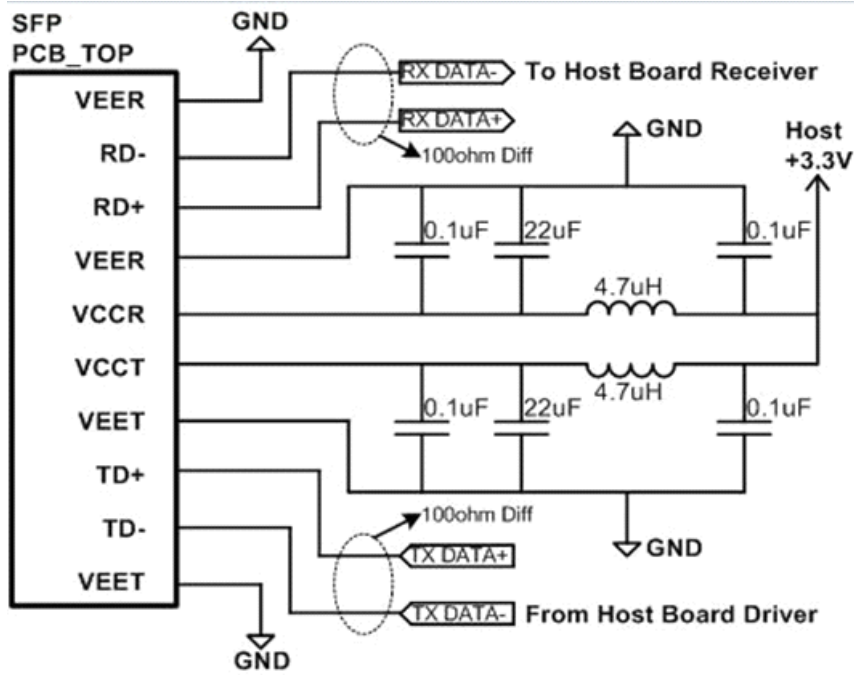 SFP
PCB_TOP
GND
VEER
RD-
RD+
VEER
VCCR
VCCT
VEET
TD+
TD-
VEET
GND
RX DATA-
To Host Board Receiver
RX DATA+
100ohm Diff
GND
Host
+3.3V
0.1uF
22uF
0.1uF
4.7uH
4.7uH
0.1uF
22uF
0.1uF
100ohm Diff
GND
TX DATA+
TX DATA-
From Host Board Driver